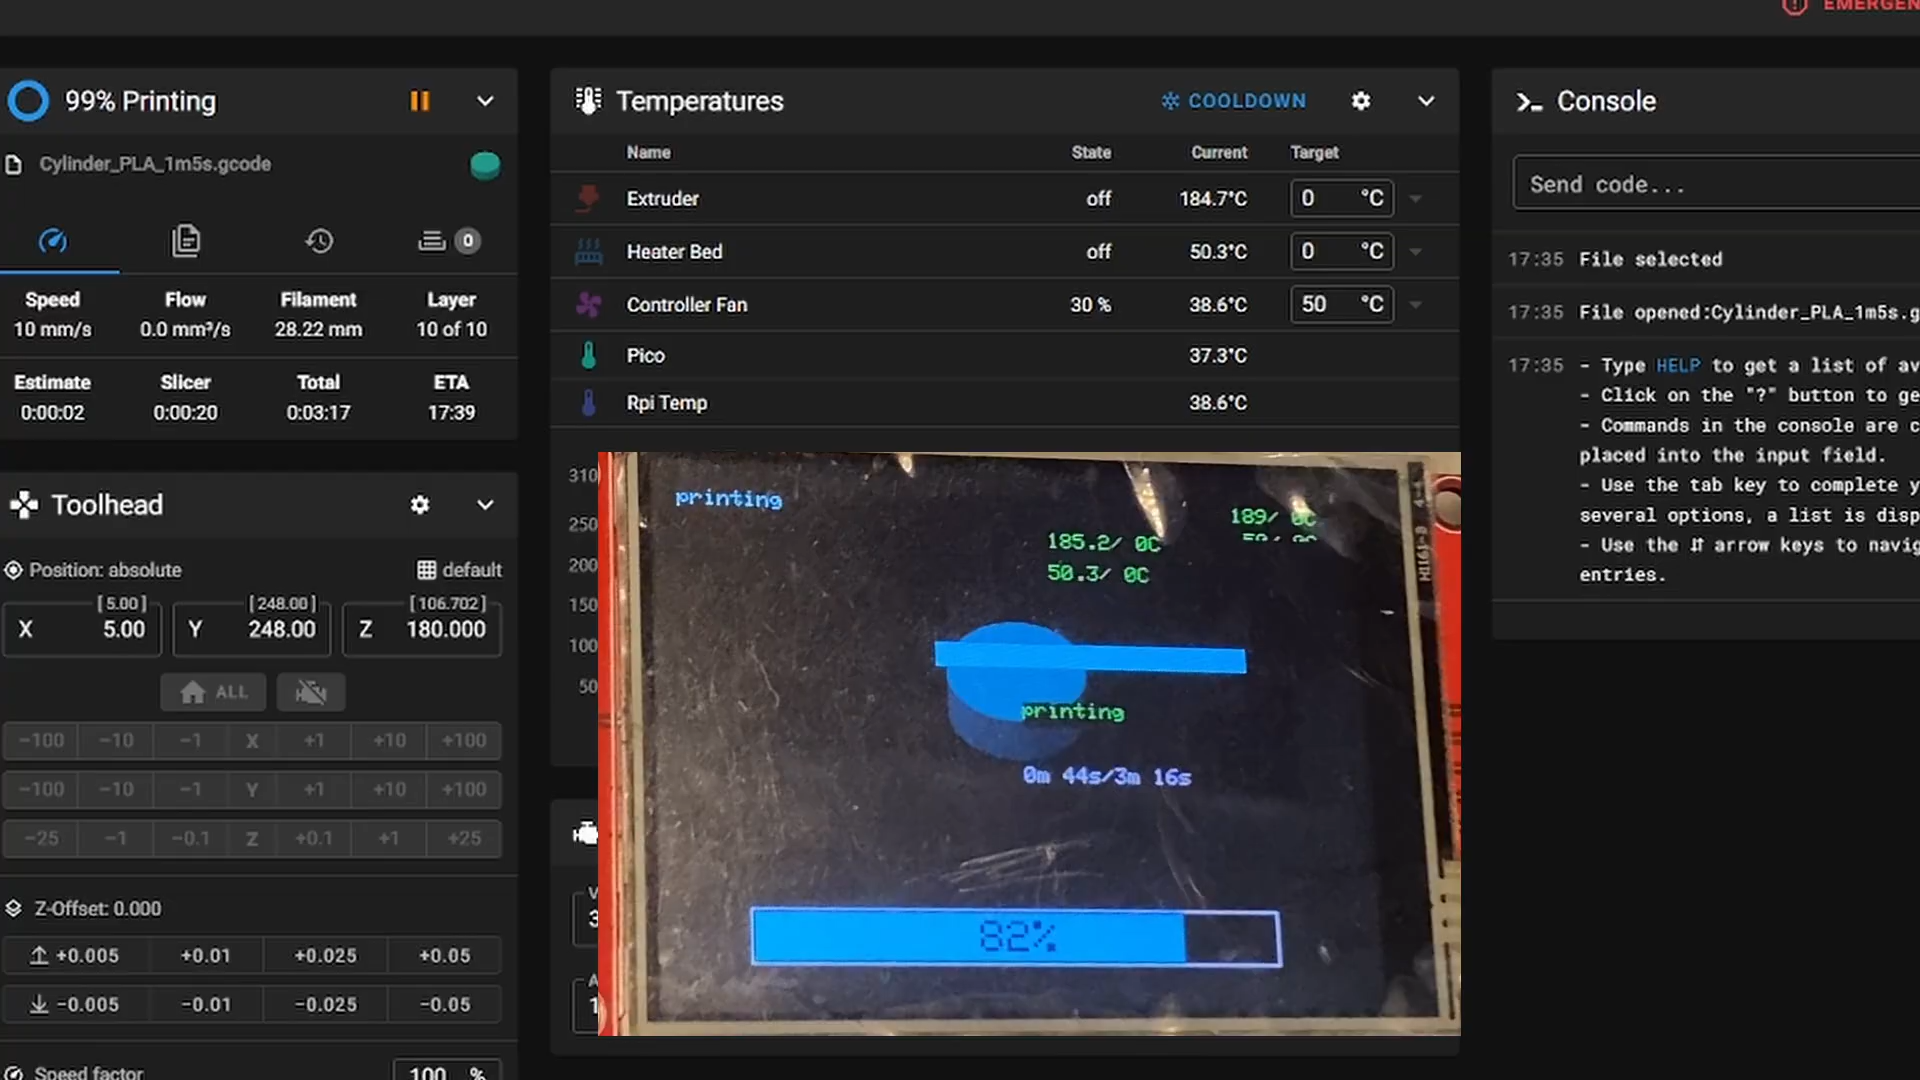 EMERGEN
99% Printing
Cylinder_PLA_1m5s.gcode
0
Speed Flow Filament Layer
10 mm/s 0.0 mm³/s 28.22 mm 10 of 10
Estimate Slicer Total ETA
0:00:02 0:00:20 0:03:17 17:39
Toolhead
Position: absolute default
[5.00] [248.00] [106.702]
X 5.00 Y 248.00 Z 180.000
ALL
-100 -10 -1 X +1 +10 +100
-100 -10 -1 Y +1 +10 +100
-25 -1 -0.1 Z +0.1 +1 +25
Z-Offset: 0.000
+0.005 +0.01 +0.025 +0.05
-0.005 -0.01 -0.025 -0.05
Speed factor 100 %
Temperatures COOLDOWN
Name State Current Target
Extruder off 184.7°C 0 °C
Heater Bed off 50.3°C 0 °C
Controller Fan 30 % 38.6°C 50 °C
Pico 37.3°C
Rpi Temp 38.6°C
310
250
200
150
100
50
printing
189/ 0C
185.2/ 0C
50.3/ 0C
printing
0m 44s/3m 16s
82%
Console
Send code...
17:35 File selected
17:35 File opened:Cylinder_PLA_1m5s.g
17:35 - Type HELP to get a list of av
- Click on the "?" button to ge
- Commands in the console are c
placed into the input field.
- Use the tab key to complete y
several options, a list is disp
- Use the ⇵ arrow keys to navig
entries.